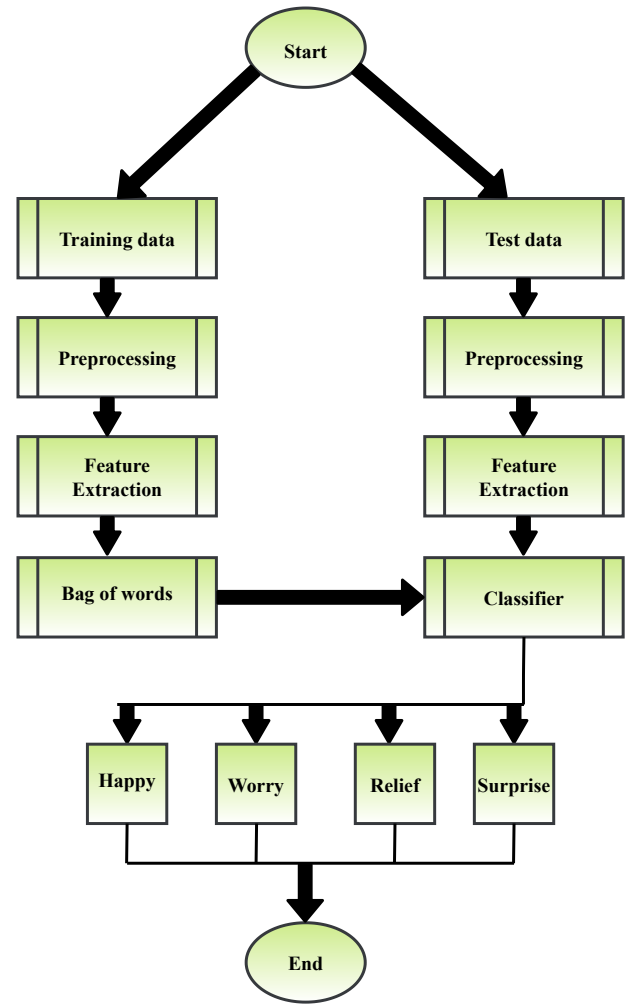 Start
Training data
Test data
Preprocessing
Preprocessing
Feature
Extraction
Feature
Extraction
Bag of words
Classifier
Happy
Worry
Relief
Surprise
End